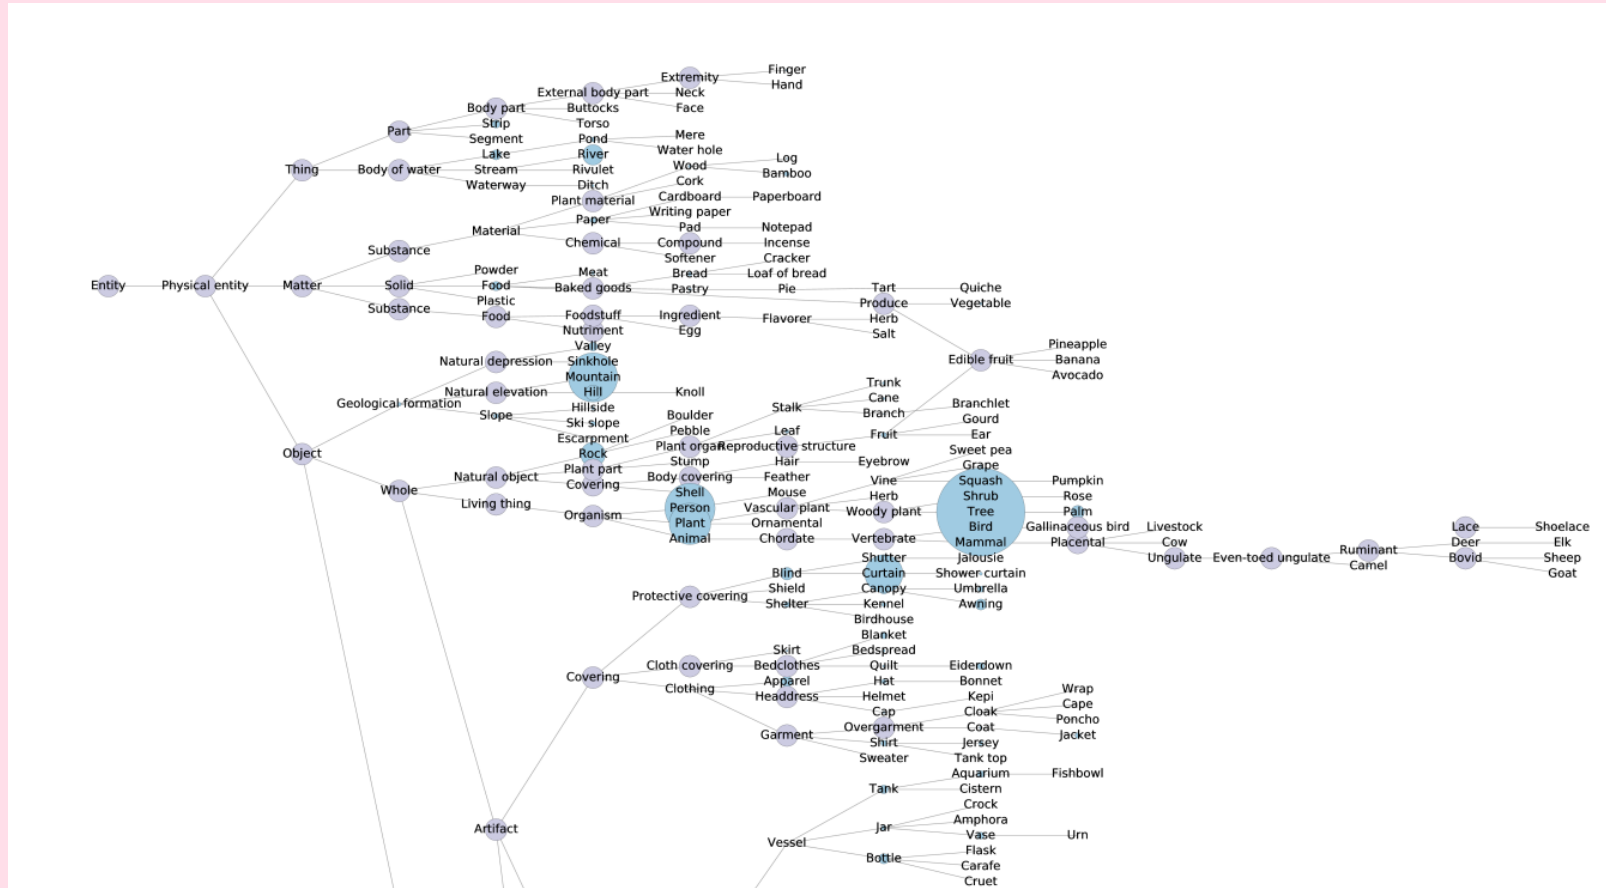 Finger
Extremity
Hand
External body part
Neck
Body part
Buttocks
Face
Strip
Torso
Part
Segment
Pond
Mere
Lake
River
Water hole
Thing
Body of water
Stream
Rivulet
Wood
Log
Waterway
Ditch
Cork
Bamboo
Plant material
Cardboard
Paperboard
Paper
Writing paper
Material
Pad
Notepad
Substance
Chemical
Compound
Incense
Softener
Cracker
Powder
Meat
Bread
Loaf of bread
Entity
Physical entity
Matter
Solid
Food
Baked goods
Pastry
Pie
Tart
Quiche
Plastic
Produce
Vegetable
Substance
Food
Foodstuff
Ingredient
Flavorer
Herb
Nutriment
Egg
Salt
Valley
Pineapple
Natural depression
Sinkhole
Edible fruit
Banana
Mountain
Avocado
Natural elevation
Hill
Knoll
Trunk
Cane
Geological formation
Hillside
Stalk
Branchlet
Slope
Ski slope
Boulder
Branch
Gourd
Escarpment
Pebble
Leaf
Fruit
Ear
Object
Rock
Plant organ
Reproductive structure
Sweet pea
Natural object
Plant part
Stump
Hair
Eyebrow
Grape
Whole
Covering
Body covering
Feather
Vine
Squash
Pumpkin
Living thing
Shell
Mouse
Herb
Shrub
Rose
Organism
Person
Vascular plant
Woody plant
Tree
Palm
Plant
Ornamental
Bird
Gallinaceous bird
Livestock
Lace
Shoelace
Animal
Chordate
Vertebrate
Mammal
Placental
Cow
Deer
Elk
Shutter
Jalousie
Ungulate
Even-toed ungulate
Ruminant
Camel
Bovid
Sheep
Goat
Blind
Curtain
Shower curtain
Protective covering
Shield
Canopy
Umbrella
Shelter
Kennel
Awning
Birdhouse
Blanket
Skirt
Bedspread
Cloth covering
Bedclothes
Quilt
Eiderdown
Covering
Clothing
Apparel
Hat
Bonnet
Headdress
Helmet
Kepi
Wrap
Cap
Cloak
Cape
Garment
Overgarment
Coat
Poncho
Shirt
Jersey
Jacket
Sweater
Tank top
Aquarium
Fishbowl
Tank
Cistern
Crock
Artifact
Jar
Amphora
Vessel
Vase
Urn
Bottle
Flask
Carafe
Cruet